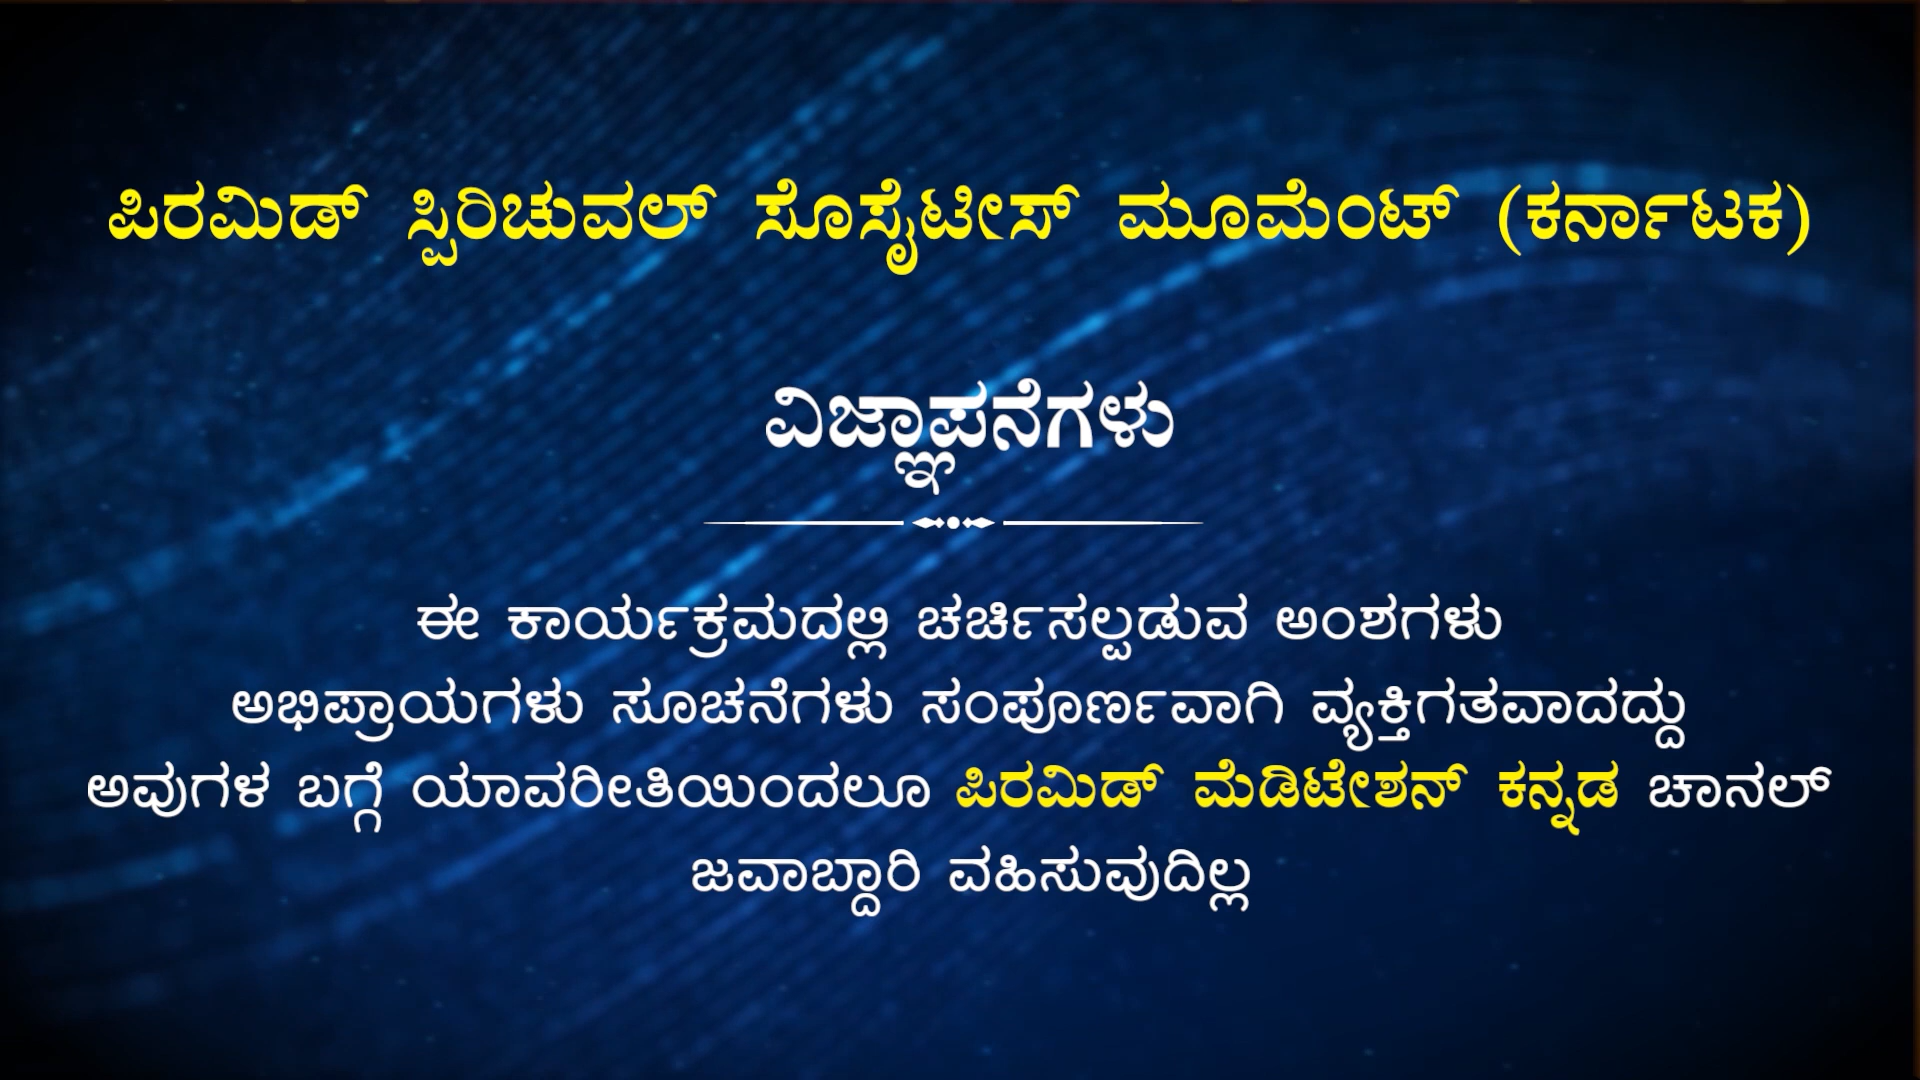 ಪಿರಮಿಡ್ ಸ್ಪಿರಿಚುವಲ್ ಸೊಸೈಟೀಸ್ ಮೂಮೆಂಟ್ (ಕರ್ನಾಟಕ)
ವಿಜ್ಞಾಪನೆಗಳು
ಈ ಕಾರ್ಯಕ್ರಮದಲ್ಲಿ ಚರ್ಚಿಸಲ್ಪಡುವ ಅಂಶಗಳು
ಅಭಿಪ್ರಾಯಗಳು ಸೂಚನೆಗಳು ಸಂಪೂರ್ಣವಾಗಿ ವ್ಯಕ್ತಿಗತವಾದದ್ದು
ಅವುಗಳ ಬಗ್ಗೆ ಯಾವರೀತಿಯಿಂದಲೂ ಪಿರಮಿಡ್ ಮೆಡಿಟೇಶನ್ ಕನ್ನಡ ಚಾನಲ್
ಜವಾಬ್ದಾರಿ ವಹಿಸುವುದಿಲ್ಲ